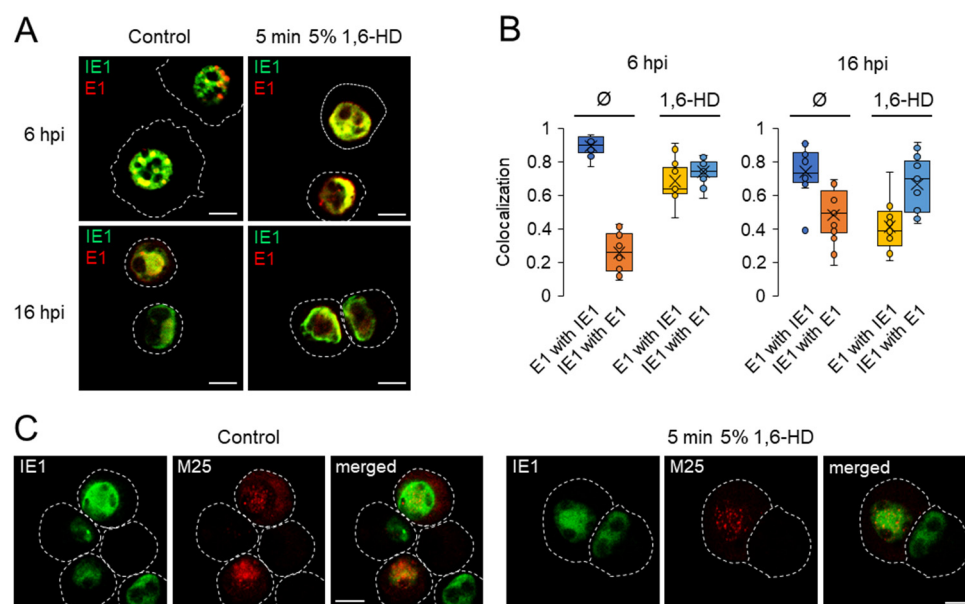 A
Control
5 min 5% 1,6-HD
6 hpi
IE1
E1
IE1
E1
16 hpi
IE1
E1
IE1
E1
B
6 hpi
16 hpi
Ø
1,6-HD
Ø
1,6-HD
Colocalization
1
0.8
0.6
0.4
0.2
0
1
0.8
0.6
0.4
0.2
0
E1 with IE1
IE1 with E1
E1 with IE1
IE1 with E1
E1 with IE1
IE1 with E1
E1 with IE1
IE1 with E1
C
Control
5 min 5% 1,6-HD
IE1
M25
merged
IE1
M25
merged